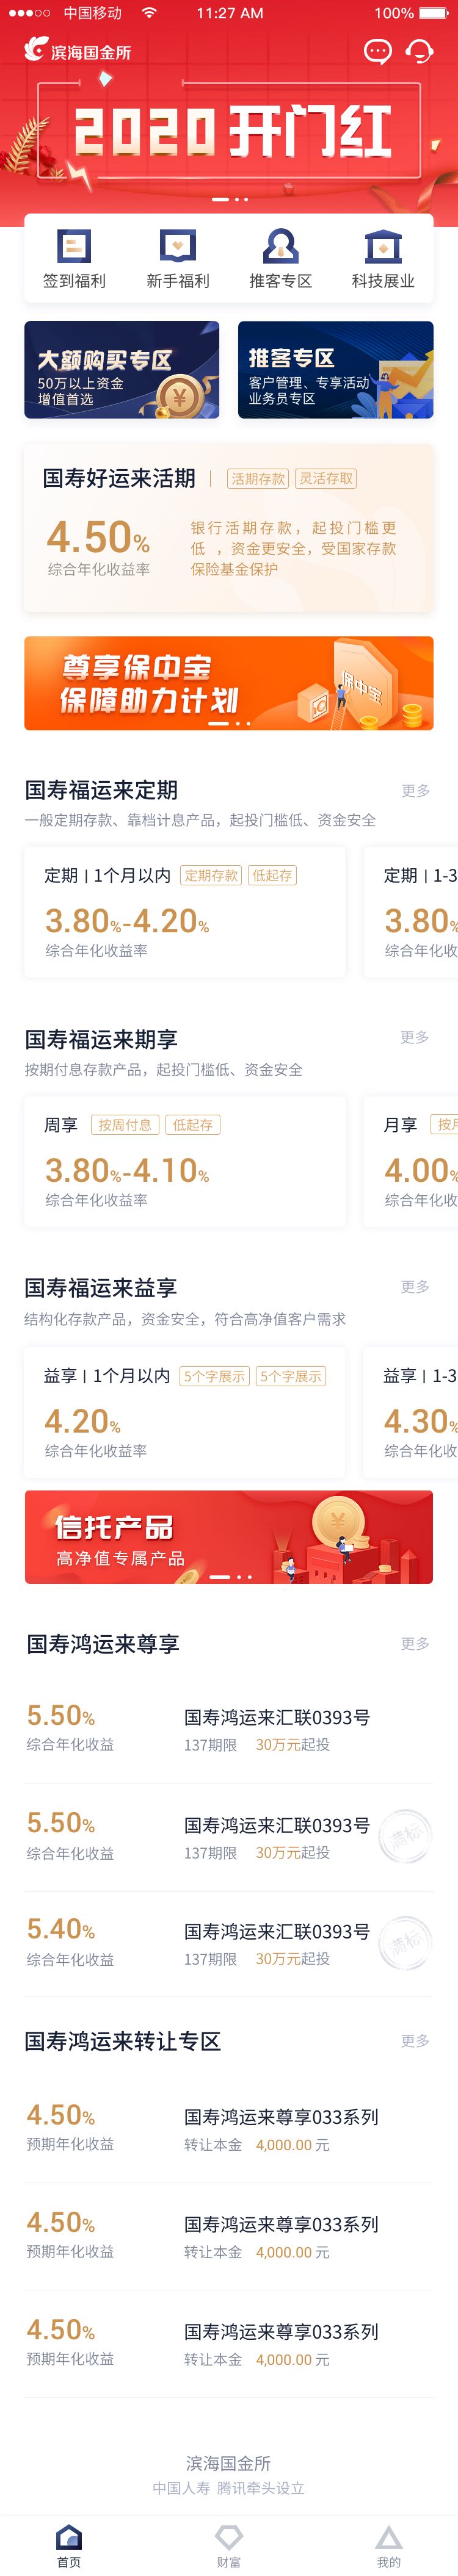 中国移动
11:27 AM
100%
滨海国金所
2020 开门红
签到福利
新手福利
推客专区
科技展业
大额购买专区
50万以上资金
增值首选
推客专区
客户管理、专享活动
业务员专区
国寿好运来活期
活期存款
灵活存取
4.50%
综合年化收益率
银行活期存款，起投门槛更
低 ，资金更安全，受国家存款
保险基金保护
尊享保中宝
保障助力计划
保中宝
国寿福运来定期
更多
一般定期存款、靠档计息产品，起投门槛低、资金安全
定期 | 1个月以内
定期存款
低起存
3.80%-4.20%
综合年化收益率
定期 | 1-3
3.80%
综合年化收
国寿福运来期享
更多
按期付息存款产品，起投门槛低、资金安全
周享
按周付息
低起存
3.80%-4.10%
综合年化收益率
月享
按月
4.00%
综合年化收
国寿福运来益享
更多
结构化存款产品，资金安全，符合高净值客户需求
益享 | 1个月以内
5个字展示
5个字展示
4.20%
综合年化收益率
益享 | 1-3
4.30%
综合年化收
信托产品
高净值专属产品
国寿鸿运来尊享
更多
5.50%
综合年化收益
国寿鸿运来汇联0393号
137期限 30万元起投
5.50%
综合年化收益
国寿鸿运来汇联0393号
137期限 30万元起投
满标
5.40%
综合年化收益
国寿鸿运来汇联0393号
137期限 30万元起投
满标
国寿鸿运来转让专区
更多
4.50%
预期年化收益
国寿鸿运来尊享033系列
转让本金 4,000.00 元
4.50%
预期年化收益
国寿鸿运来尊享033系列
转让本金 4,000.00 元
4.50%
预期年化收益
国寿鸿运来尊享033系列
转让本金 4,000.00 元
滨海国金所
中国人寿 腾讯牵头设立
首页
财富
我的